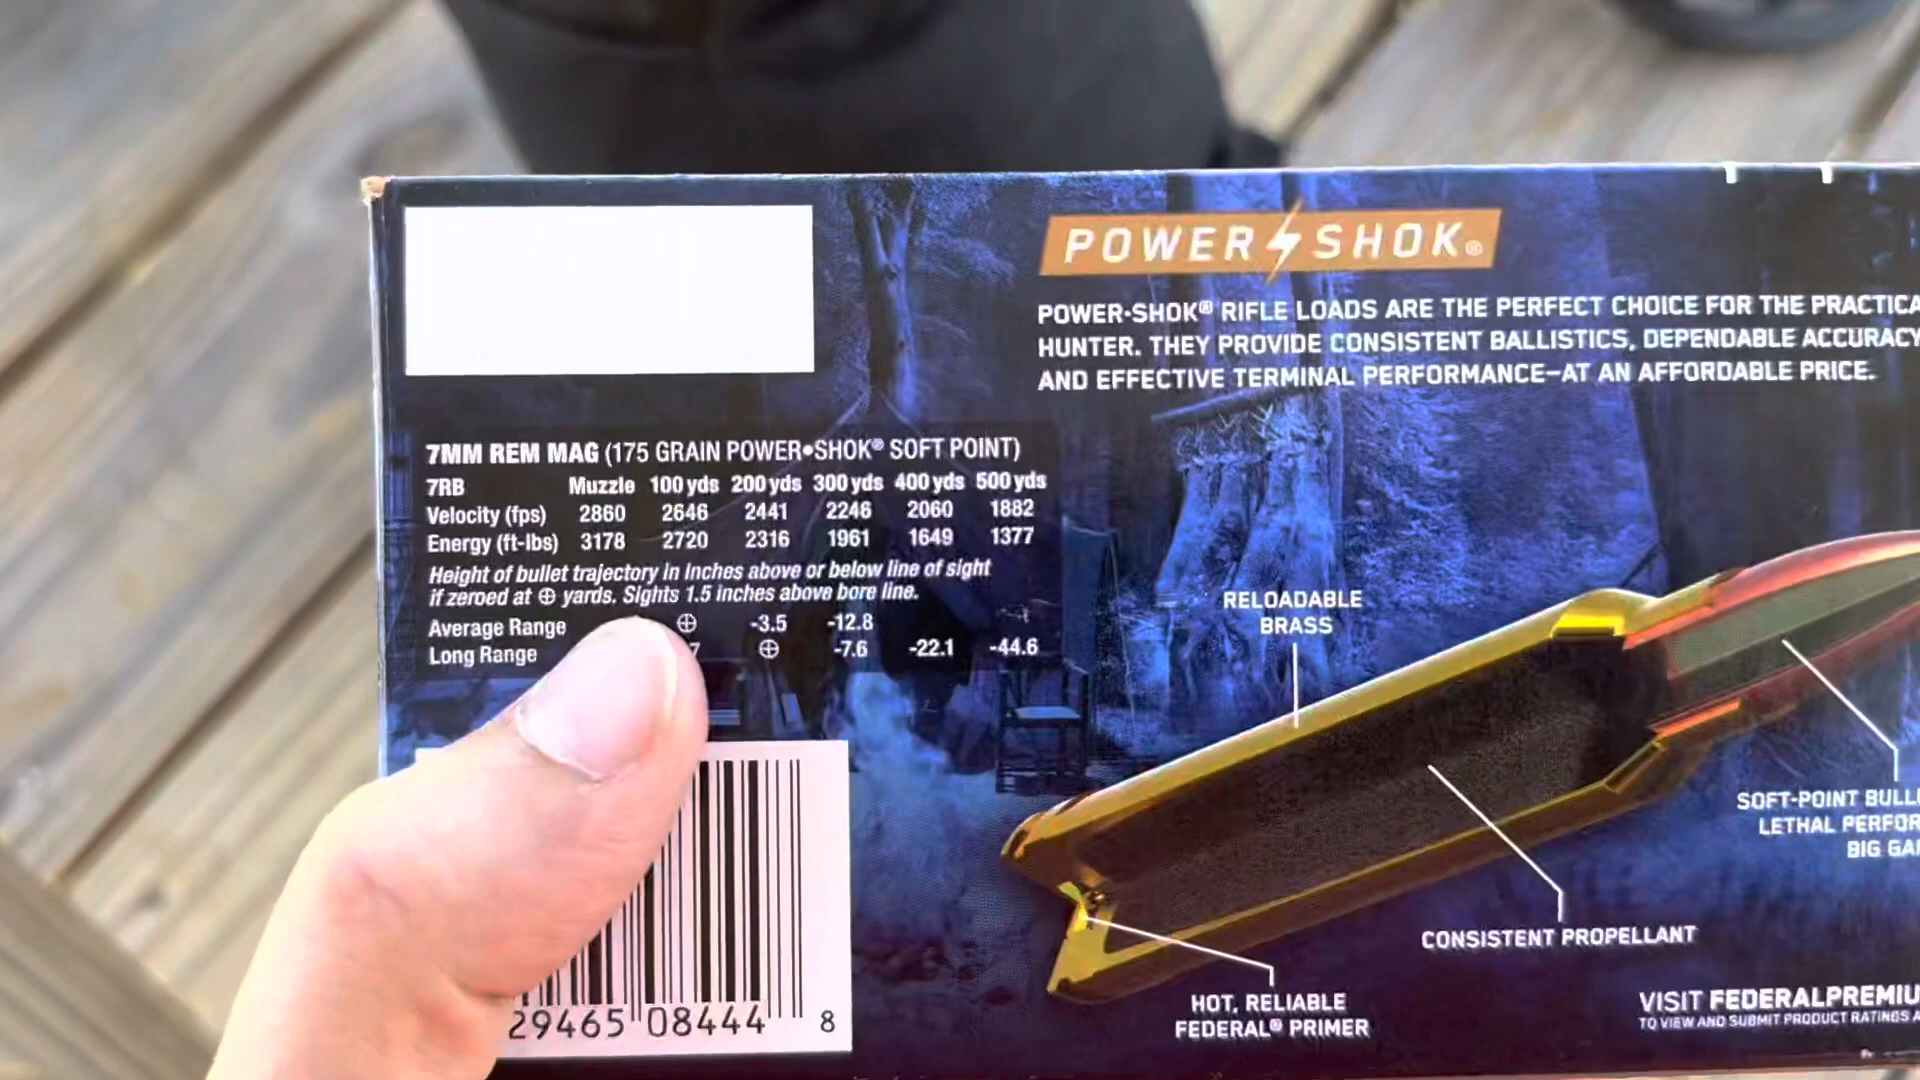 POWER SHOK®
POWER•SHOK® RIFLE LOADS ARE THE PERFECT CHOICE FOR THE PRACTICA
HUNTER. THEY PROVIDE CONSISTENT BALLISTICS, DEPENDABLE ACCURACY
AND EFFECTIVE TERMINAL PERFORMANCE—AT AN AFFORDABLE PRICE.
7MM REM MAG (175 GRAIN POWER•SHOK® SOFT POINT)
7RB Muzzle 100 yds 200 yds 300 yds 400 yds 500 yds
Velocity (fps) 2860 2646 2441 2246 2060 1882
Energy (ft-lbs) 3178 2720 2316 1961 1649 1377
Height of bullet trajectory in inches above or below line of sight
if zeroed at ⊕ yards. Sights 1.5 inches above bore line.
Average Range ⊕ -3.5 -12.8
Long Range 7 ⊕ -7.6 -22.1 -44.6
RELOADABLE
BRASS
SOFT-POINT BULL
LETHAL PERFOR
BIG GA
CONSISTENT PROPELLANT
HOT, RELIABLE
FEDERAL® PRIMER
VISIT FEDERALPREMIU
TO VIEW AND SUBMIT PRODUCT RATINGS A
29465 08444 8